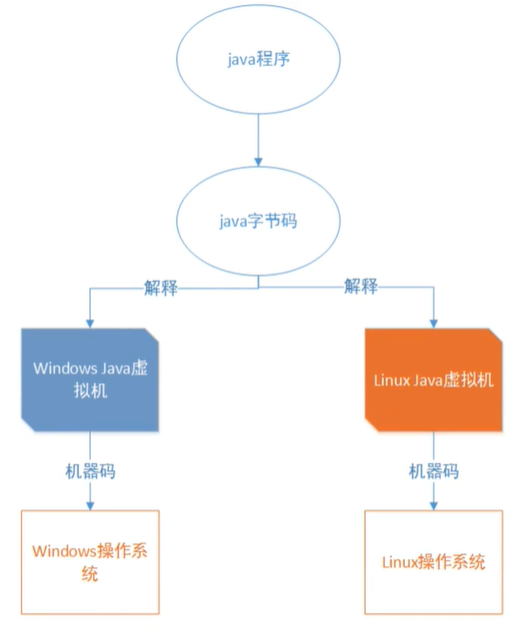 java程序
java字节码
解释
解释
Windows Java虚
拟机
Linux Java虚拟机
机器码
机器码
Windows操作系
统
Linux操作系统